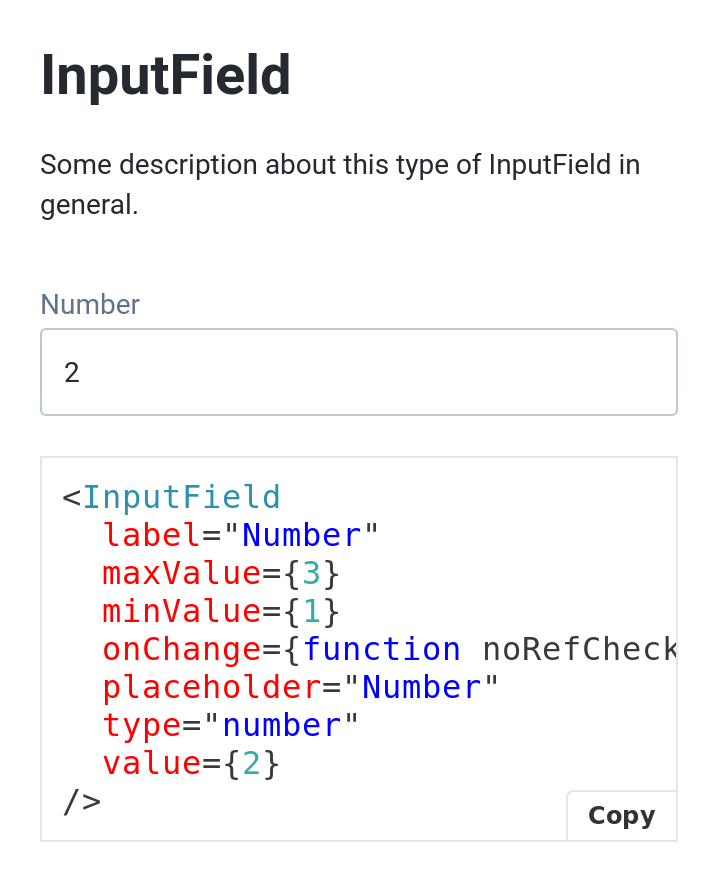 InputField
Some description about this type of InputField in
general.
Number
2
<InputField
  label="Number"
  maxValue={3}
  minValue={1}
  onChange={function noRefCheck
  placeholder="Number"
  type="number"
  value={2}
/>
Copy